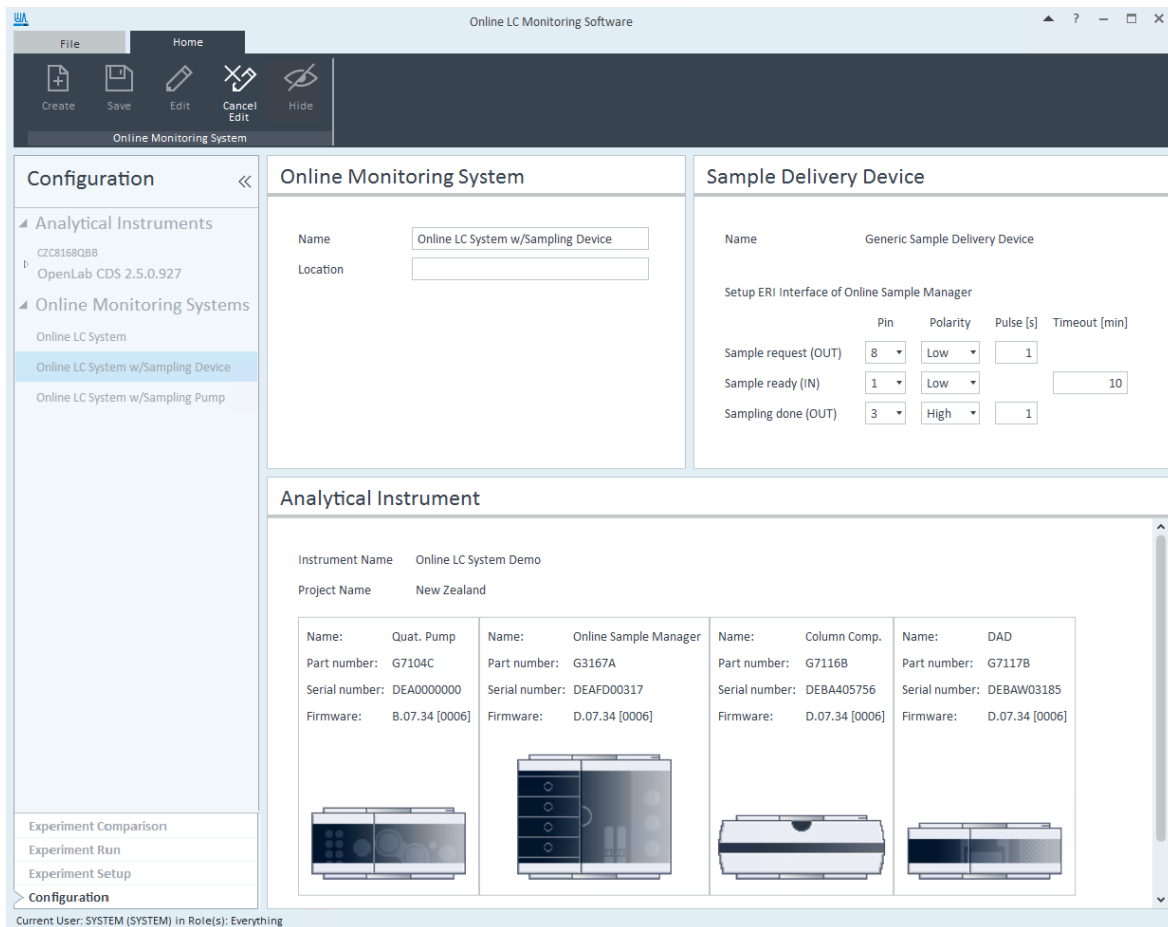 Online LC Monitoring Software
?
File
Home
Create
Save
Edit
Cancel Edit
Hide
Online Monitoring System
Configuration
Analytical Instruments
CZC8168QBB
OpenLab CDS 2.5.0.927
Online Monitoring Systems
Online LC System
Online LC System w/Sampling Device
Online LC System w/Sampling Pump
Experiment Comparison
Experiment Run
Experiment Setup
Configuration
Online Monitoring System
Name Online LC System w/Sampling Device
Location
Sample Delivery Device
Name Generic Sample Delivery Device
Setup ERI Interface of Online Sample Manager
Pin Polarity Pulse [s] Timeout [min]
Sample request (OUT) 8 Low 1
Sample ready (IN) 1 Low 10
Sampling done (OUT) 3 High 1
Analytical Instrument
Instrument Name Online LC System Demo
Project Name New Zealand
Name: Quat. Pump
Part number: G7104C
Serial number: DEA0000000
Firmware: B.07.34 [0006]
Name: Online Sample Manager
Part number: G3167A
Serial number: DEAFD00317
Firmware: D.07.34 [0006]
Name: Column Comp.
Part number: G7116B
Serial number: DEBA405756
Firmware: D.07.34 [0006]
Name: DAD
Part number: G7117B
Serial number: DEBAW03185
Firmware: D.07.34 [0006]
Current User: SYSTEM (SYSTEM) in Role(s): Everything